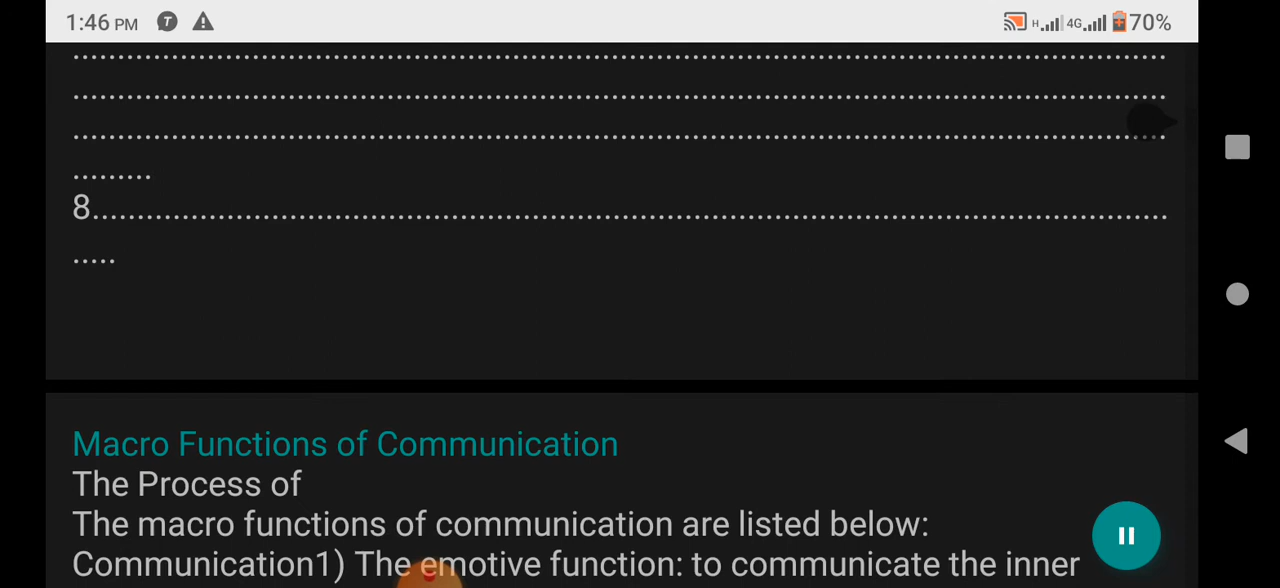 1:46 PM
H 4G 70%
................................................................................................................................
................................................................................................................................
................................................................................................................................
.........
8..............................................................................................................................
.....
Macro Functions of Communication
The Process of
The macro functions of communication are listed below:
Communication1) The emotive function: to communicate the inner